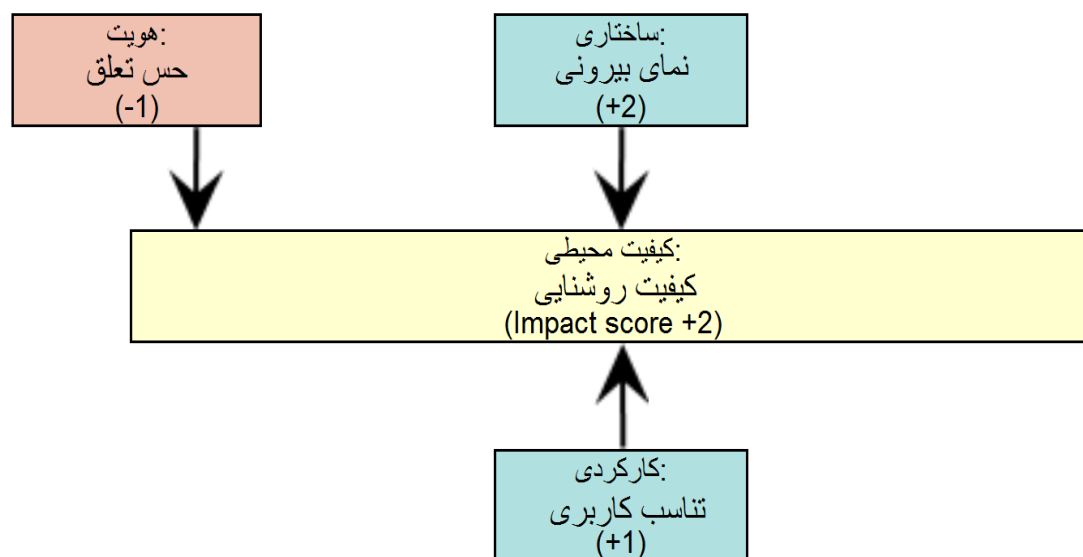 هویت:
حس تعلق
(-1)
ساختاری:
نمای بیرونی
(+2)
کیفیت محیطی:
کیفیت روشنایی
(Impact score +2)
کارکردی:
تناسب کاربری
(+1)